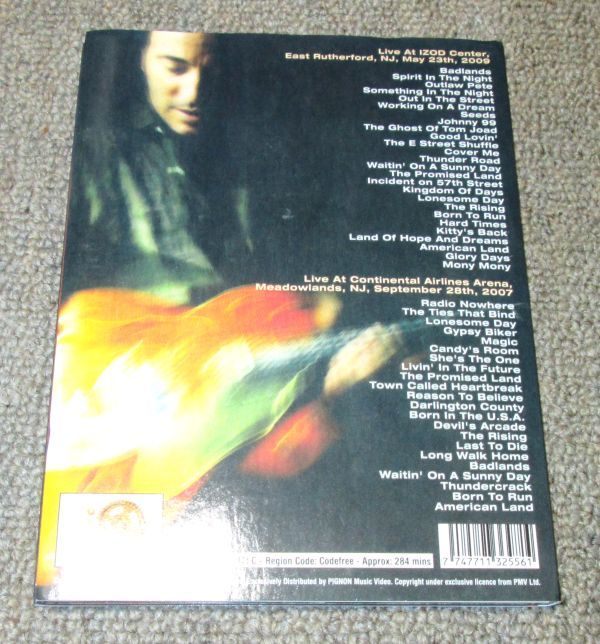 Live At IZOD Center,
East Rutherford, NJ, May 23th, 2009
Badlands
Spirit In The Night
Outlaw Pete
Something In The Night
Out In The Street
Working On A Dream
Seeds
Johnny 99
The Ghost Of Tom Joad
Good Lovin'
The E Street Shuffle
Cover Me
Thunder Road
Waitin' On A Sunny Day
The Promised Land
Incident on 57th Street
Kingdom Of Days
Lonesome Day
The Rising
Born To Run
Hard Times
Kitty's Back
Land Of Hope And Dreams
American Land
Glory Days
Mony Mony
Live At Continental Airlines Arena,
Meadowlands, NJ, September 28th, 2007
Radio Nowhere
The Ties That Bind
Lonesome Day
Gypsy Biker
Magic
Candy's Room
She's The One
Livin' In The Future
The Promised Land
Town Called Heartbreak
Reason To Believe
Darlington County
Born In The U.S.A.
Devil's Arcade
The Rising
Last To Die
Long Walk Home
Badlands
Waitin' On A Sunny Day
Thundercrack
Born To Run
American Land
- Region Code: Codefree - Approx: 284 mins
7 747711 325561
Distributed by PIGNON Music Video. Copyright under exclusive licence from PMV Ltd.